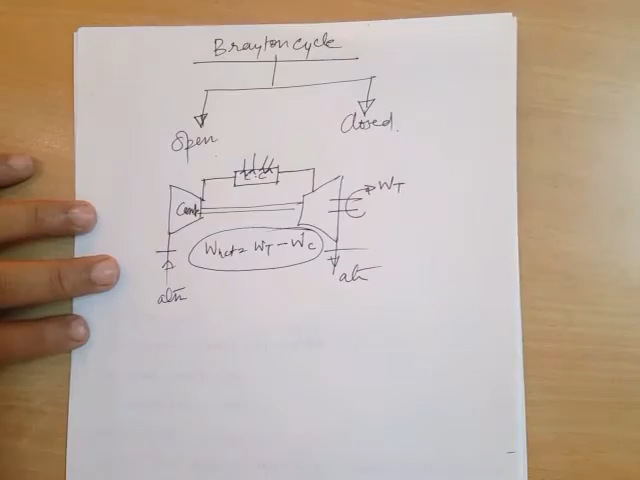 Brayton cycle
open
closed.
C.C
WT
Comp
Wnet = WT - Wc
atm
atm